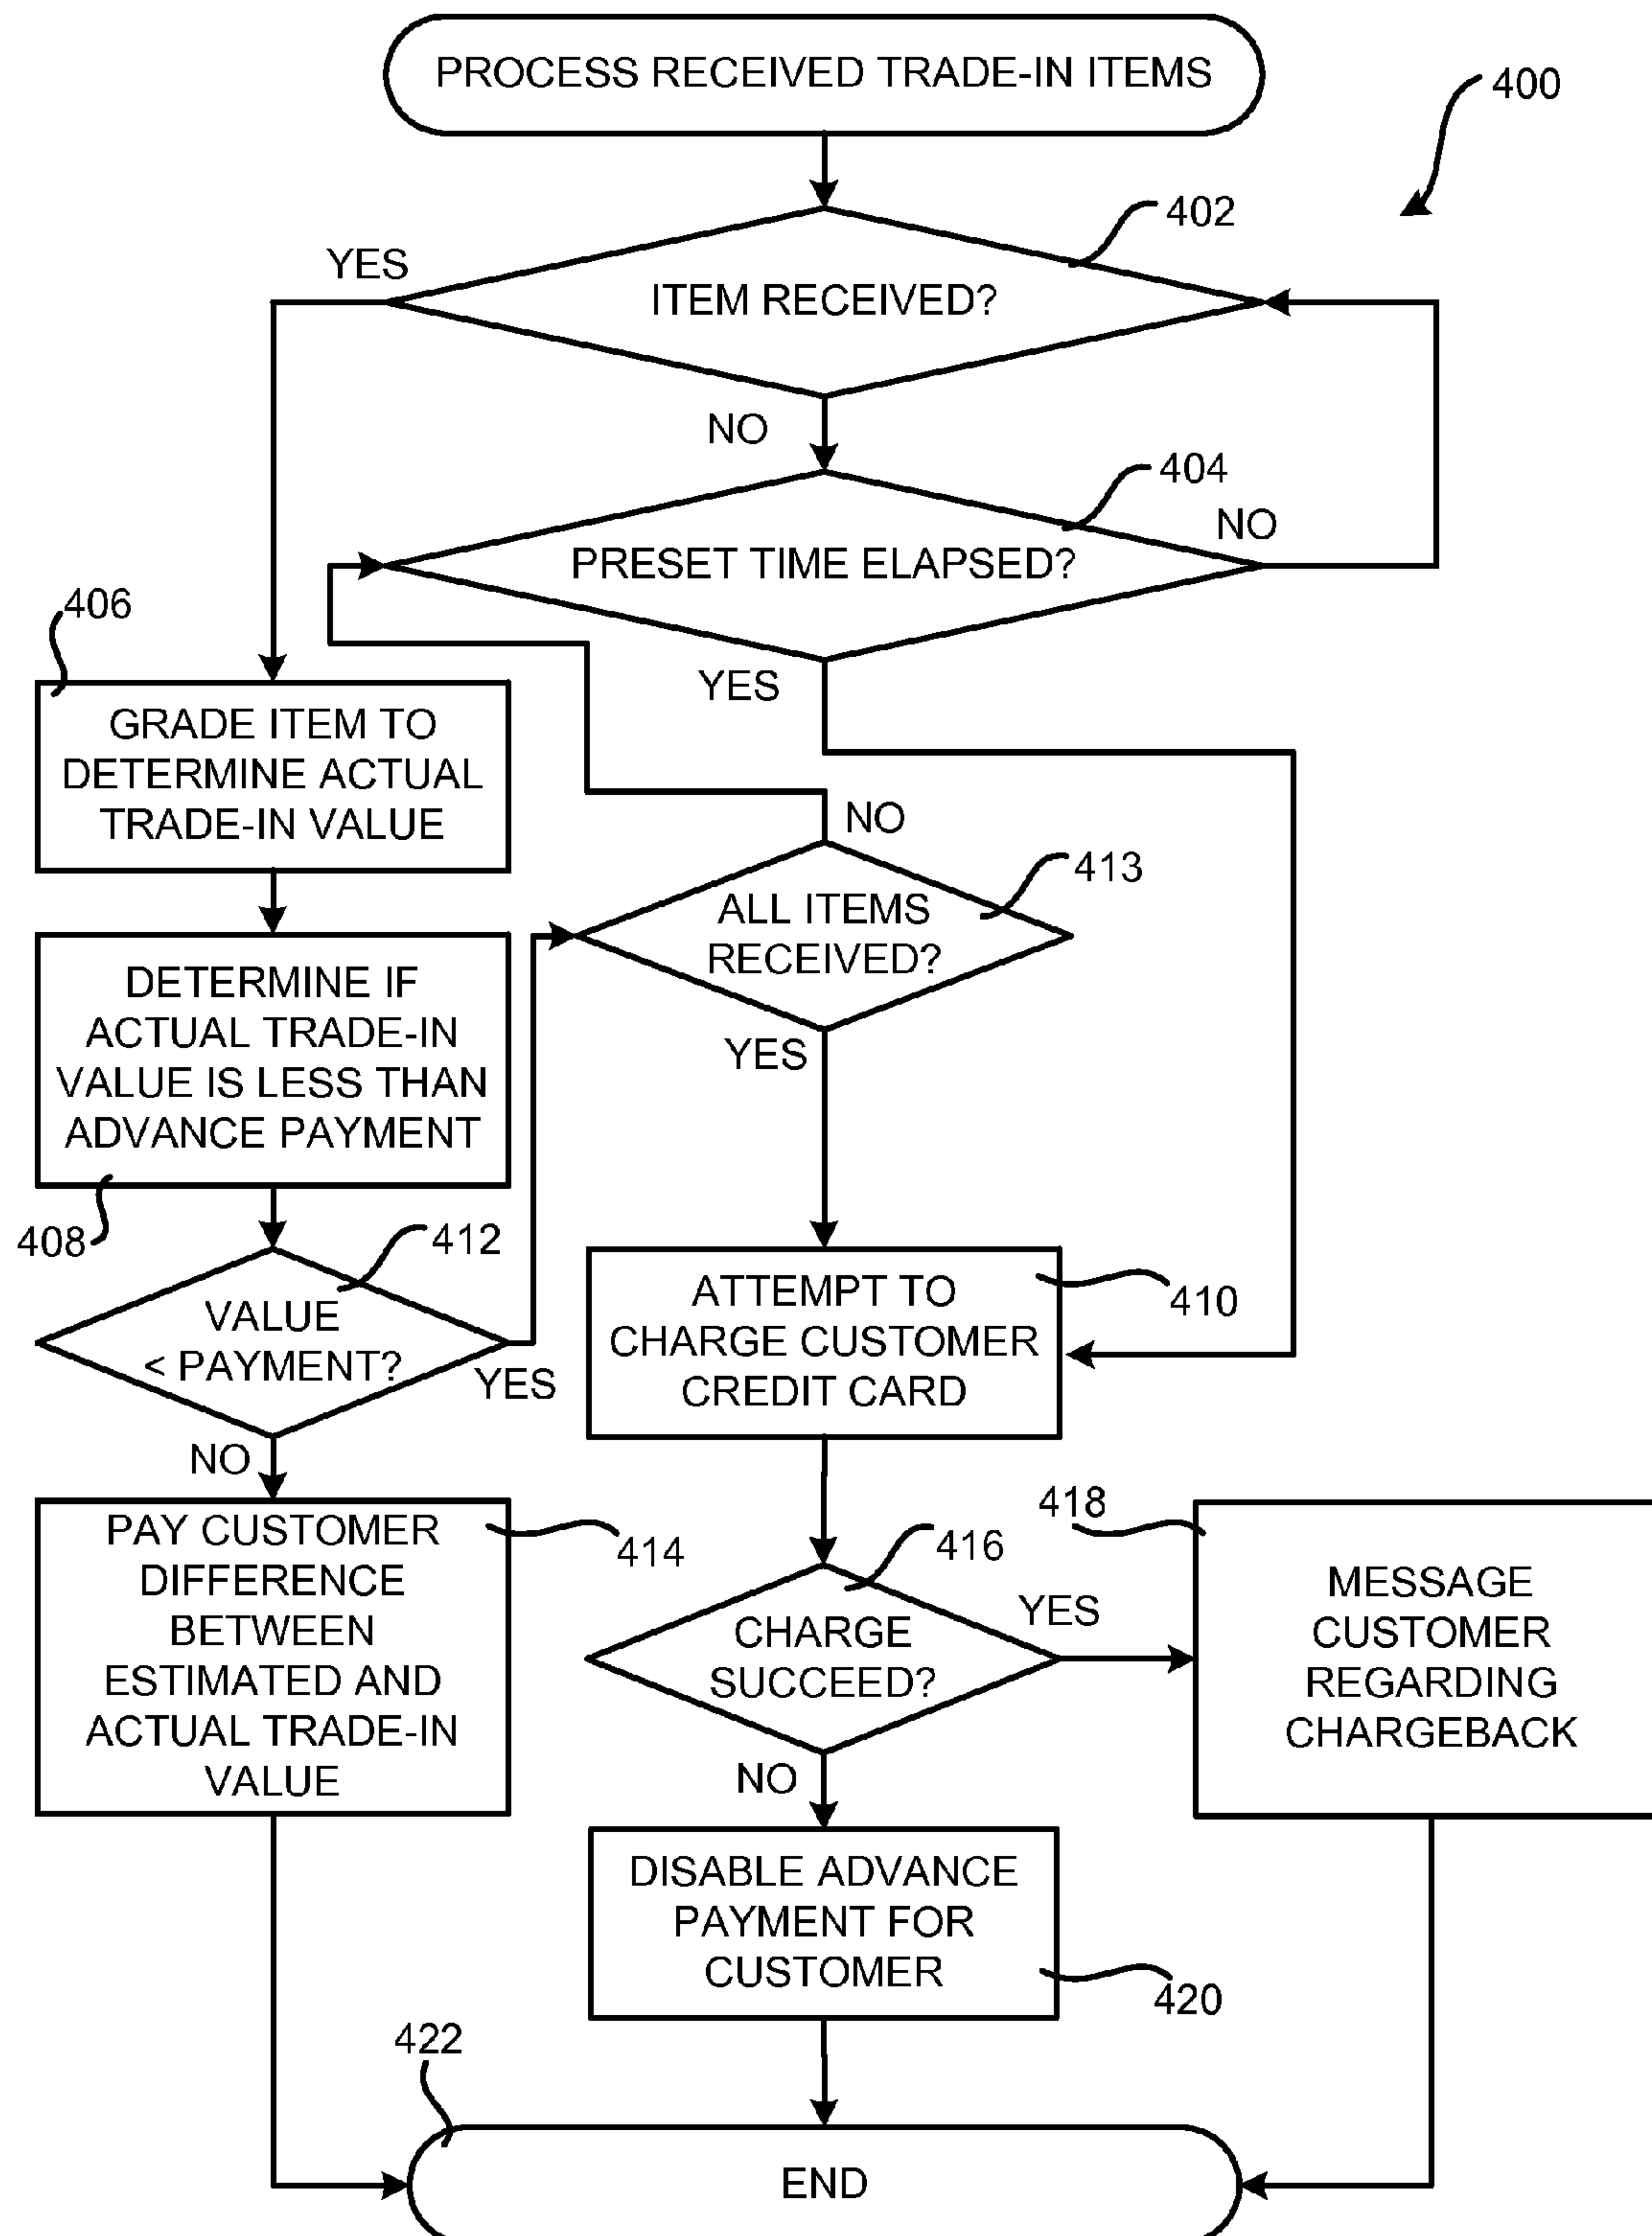 PROCESS RECEIVED TRADE-IN ITEMS
400
402
YES
ITEM RECEIVED?
NO
404
NO
PRESET TIME ELAPSED?
406
YES
GRADE ITEM TO
DETERMINE ACTUAL
TRADE-IN VALUE
NO
413
ALL ITEMS
RECEIVED?
YES
DETERMINE IF
ACTUAL TRADE-IN
VALUE IS LESS THAN
ADVANCE PAYMENT
408
412
VALUE
< PAYMENT?
YES
NO
ATTEMPT TO
CHARGE CUSTOMER
CREDIT CARD
410
PAY CUSTOMER
DIFFERENCE
BETWEEN
ESTIMATED AND
ACTUAL TRADE-IN
VALUE
414
416
418
CHARGE
SUCCEED?
YES
MESSAGE
CUSTOMER
REGARDING
CHARGEBACK
NO
DISABLE ADVANCE
PAYMENT FOR
CUSTOMER
420
422
END